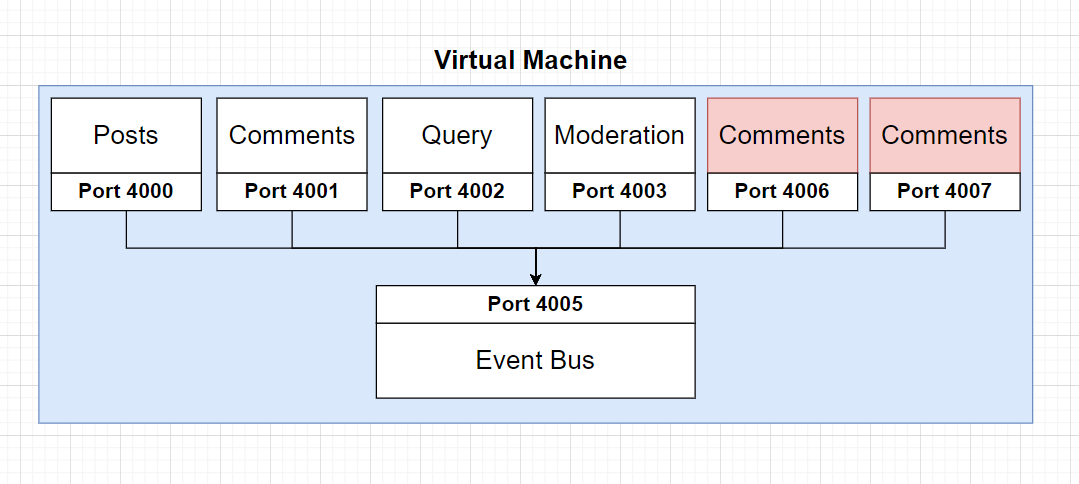 Virtual Machine
Posts
Port 4000
Comments
Port 4001
Query
Port 4002
Moderation
Port 4003
Comments
Port 4006
Comments
Port 4007
Port 4005
Event Bus